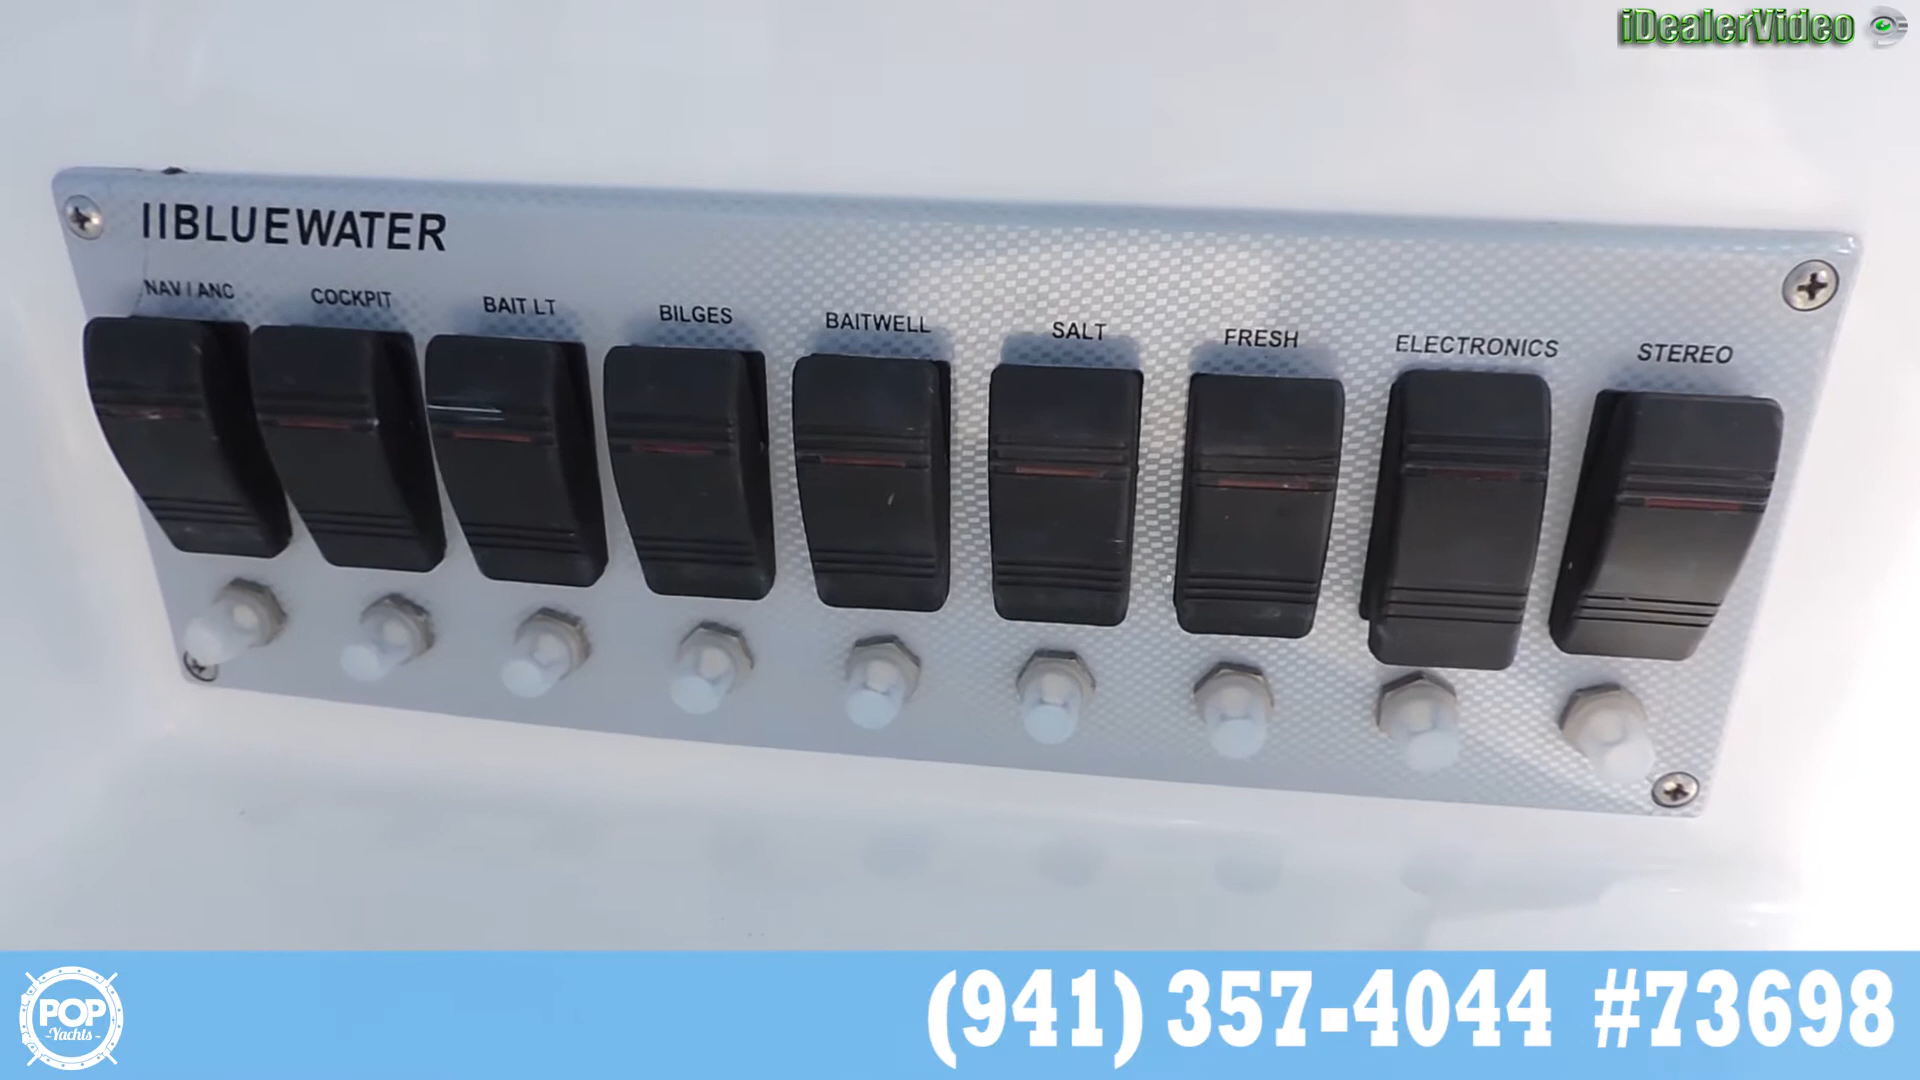 iDealerVideo
IIBLUEWATER
NAV / ANC
COCKPIT
BAIT LT
BILGES
BAITWELL
SALT
FRESH
ELECTRONICS
STEREO
POP
~Yachts~
(941) 357-4044 #73698